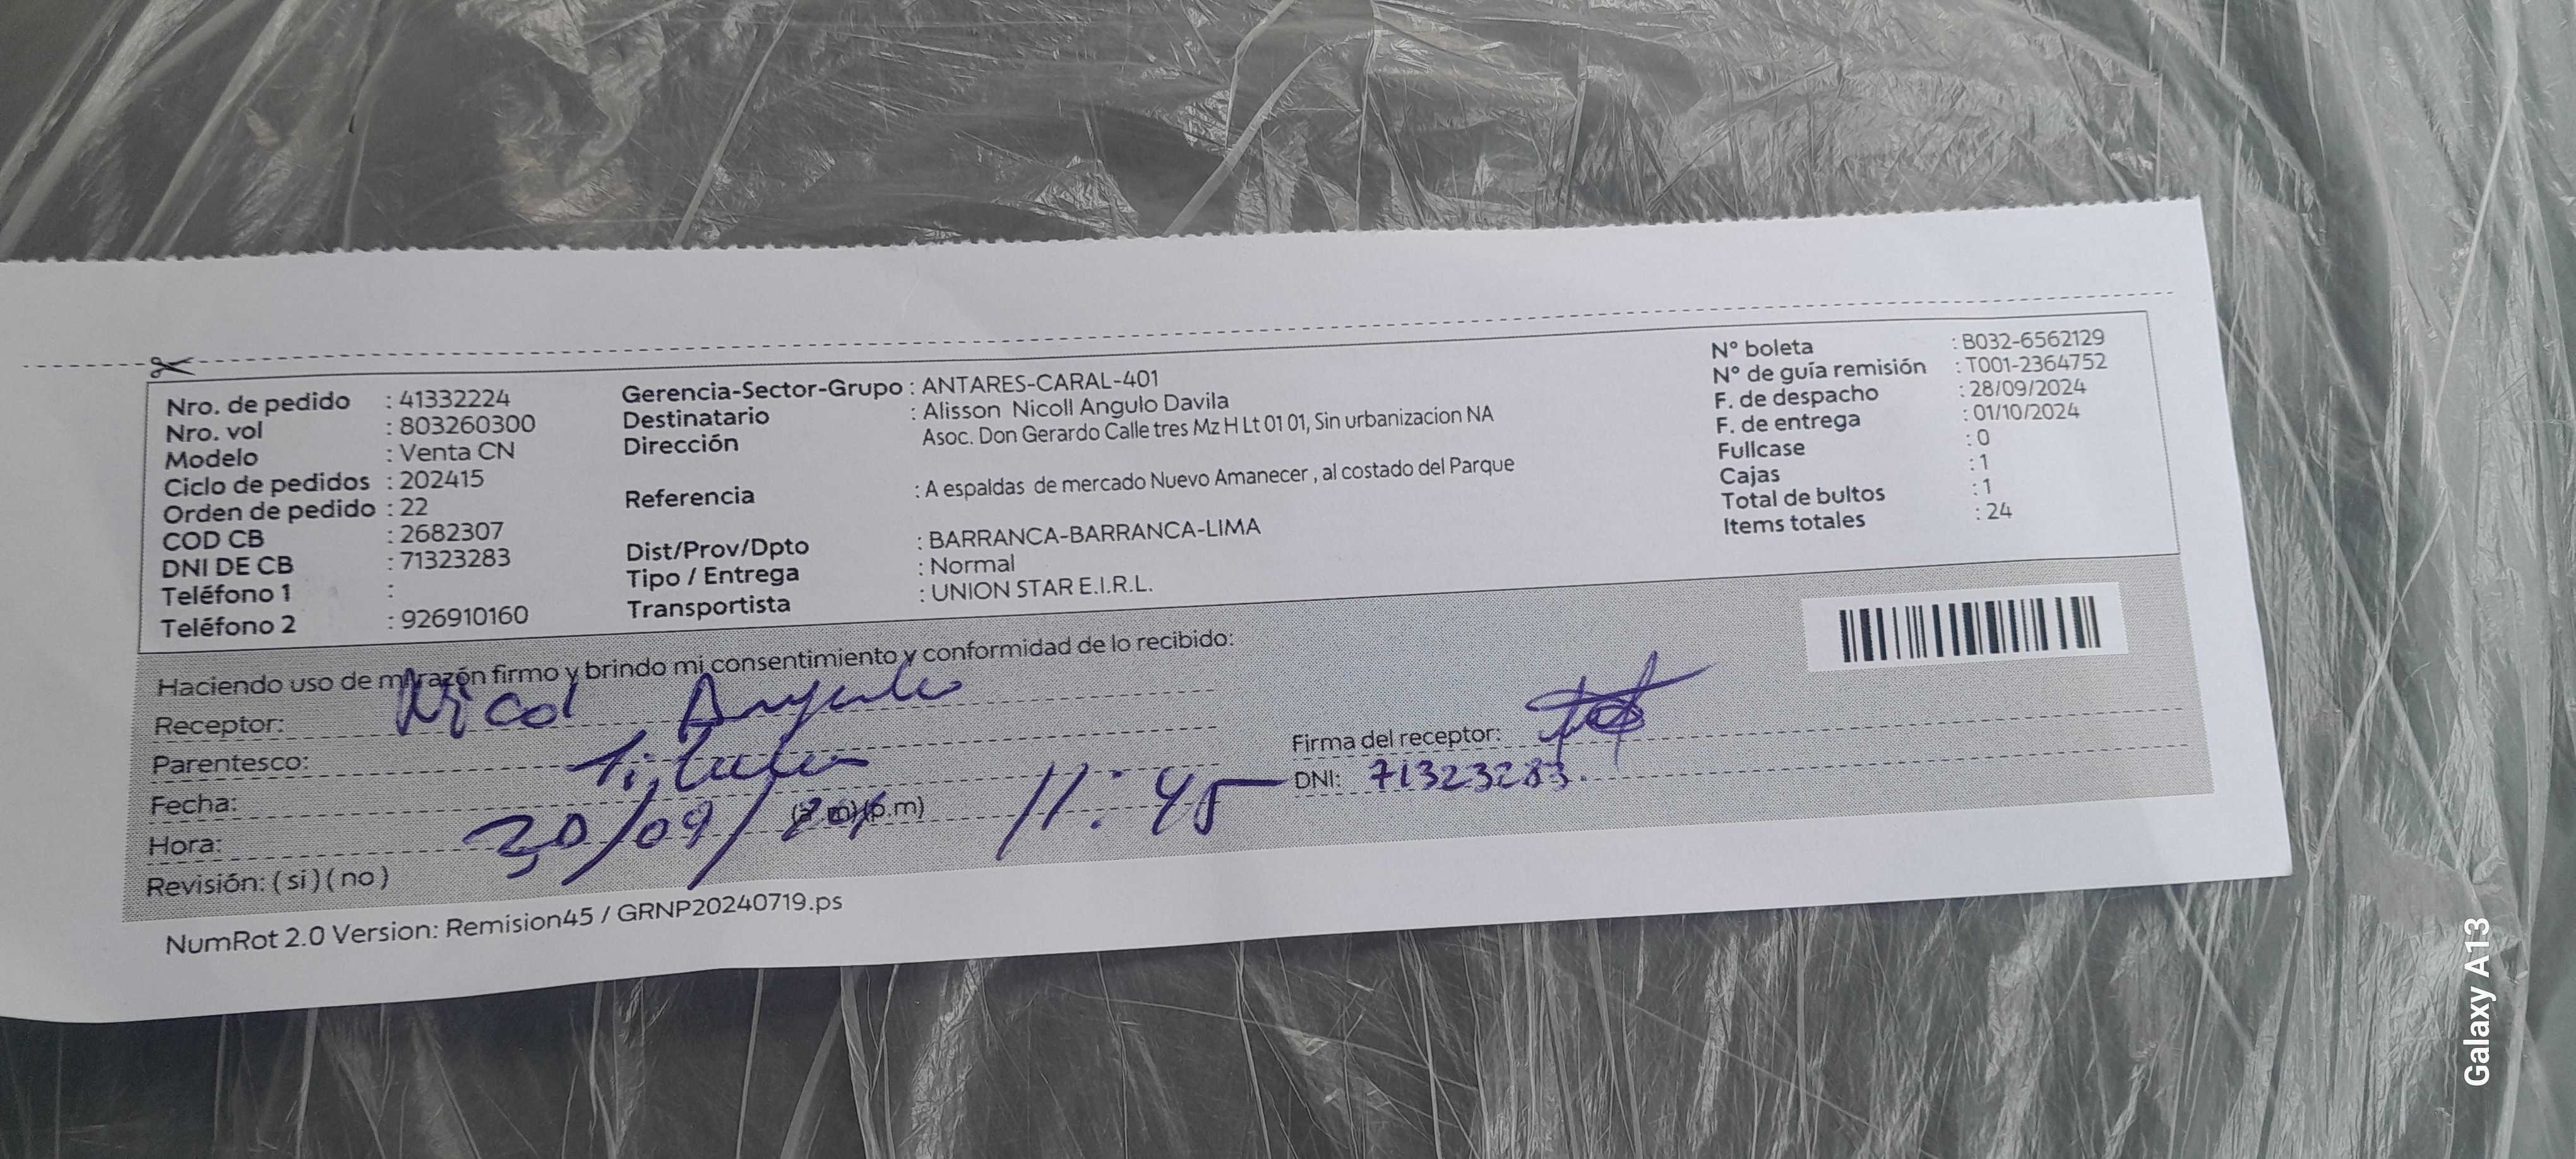 Nro. de pedido : 41332224
Nro. vol : 803260300
Modelo : Venta CN
Ciclo de pedidos : 202415
Orden de pedido : 22
COD CB : 2682307
DNI DE CB : 71323283
Teléfono 1 :
Teléfono 2 : 926910160
Gerencia-Sector-Grupo : ANTARES-CARAL-401
Destinatario : Alisson Nicoll Angulo Davila
Dirección Asoc. Don Gerardo Calle tres Mz H Lt 01 01, Sin urbanizacion NA
Referencia : A espaldas de mercado Nuevo Amanecer , al costado del Parque
Dist/Prov/Dpto : BARRANCA-BARRANCA-LIMA
Tipo / Entrega : Normal
Transportista : UNION STAR E.I.R.L.
N° boleta : B032-6562129
N° de guía remisión : T001-2364752
F. de despacho : 28/09/2024
F. de entrega : 01/10/2024
Fullcase : 0
Cajas : 1
Total de bultos : 1
Items totales : 24
Haciendo uso de mi razón firmo y brindo mi consentimiento y conformidad de lo recibido:
Receptor: Nicol Angulo
Parentesco: Titular
Fecha: 30/09/24
Hora: (a.m)(p.m) 11:45
Revisión: ( si ) ( no )
Firma del receptor:
DNI: 71323283.
NumRot 2.0 Version: Remision45 / GRNP20240719.ps
Galaxy A13